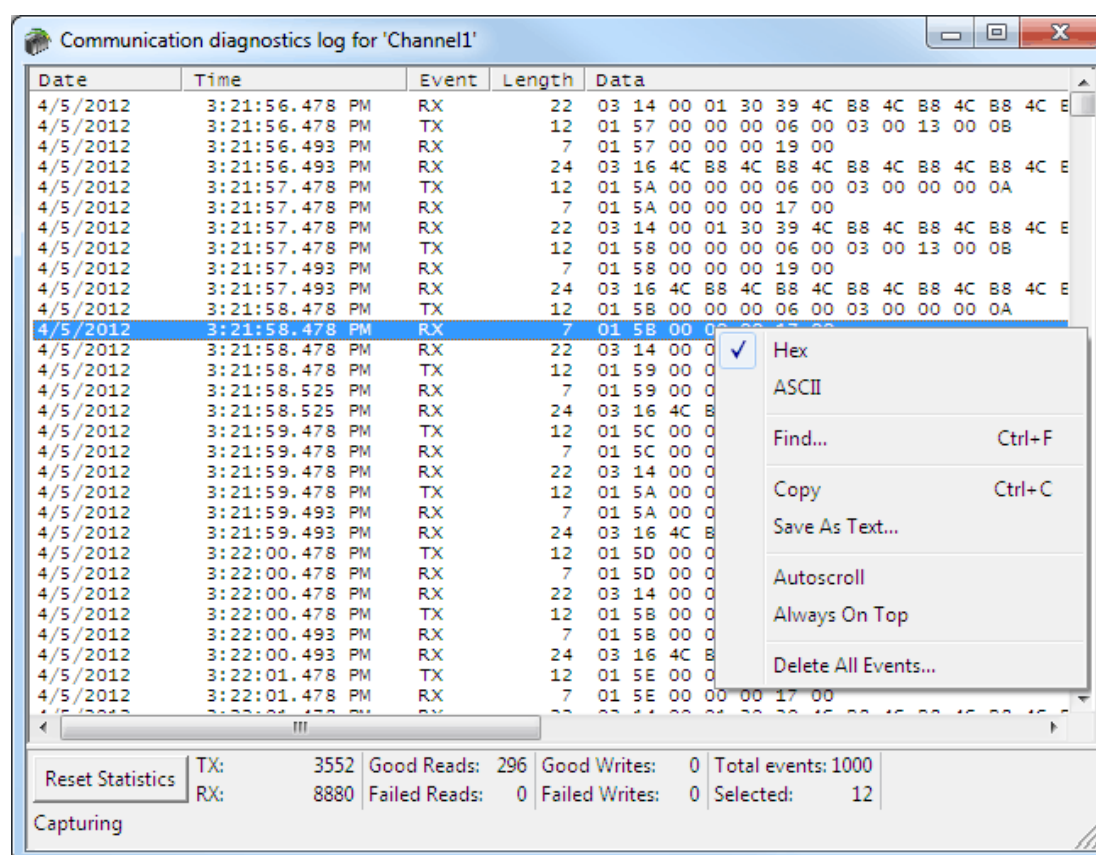 Communication diagnostics log for 'Channel1'
Date Time Event Length Data
4/5/2012 3:21:56.478 PM RX 22 03 14 00 01 30 39 4C B8 4C B8 4C B8 4C
4/5/2012 3:21:56.478 PM TX 12 01 57 00 00 00 06 00 03 00 13 00 0B
4/5/2012 3:21:56.493 PM RX 7 01 57 00 00 00 19 00
4/5/2012 3:21:56.493 PM RX 24 03 16 4C B8 4C B8 4C B8 4C B8 4C B8 4C
4/5/2012 3:21:57.478 PM TX 12 01 5A 00 00 00 06 00 03 00 00 00 0A
4/5/2012 3:21:57.478 PM RX 7 01 5A 00 00 00 17 00
4/5/2012 3:21:57.478 PM RX 22 03 14 00 01 30 39 4C B8 4C B8 4C B8 4C
4/5/2012 3:21:57.478 PM TX 12 01 58 00 00 00 06 00 03 00 13 00 0B
4/5/2012 3:21:57.493 PM RX 7 01 58 00 00 00 19 00
4/5/2012 3:21:57.493 PM RX 24 03 16 4C B8 4C B8 4C B8 4C B8 4C B8 4C
4/5/2012 3:21:58.478 PM TX 12 01 5B 00 00 00 06 00 03 00 00 00 0A
4/5/2012 3:21:58.478 PM RX 7 01 5B 00
4/5/2012 3:21:58.478 PM RX 22 03 14 00 0
4/5/2012 3:21:58.478 PM TX 12 01 59 00 0
4/5/2012 3:21:58.525 PM RX 7 01 59 00 0
4/5/2012 3:21:58.525 PM RX 24 03 16 4C B
4/5/2012 3:21:59.478 PM TX 12 01 5C 00 0
4/5/2012 3:21:59.478 PM RX 7 01 5C 00 0
4/5/2012 3:21:59.478 PM RX 22 03 14 00 0
4/5/2012 3:21:59.478 PM TX 12 01 5A 00 0
4/5/2012 3:21:59.493 PM RX 7 01 5A 00 0
4/5/2012 3:21:59.493 PM RX 24 03 16 4C B
4/5/2012 3:22:00.478 PM TX 12 01 5D 00 0
4/5/2012 3:22:00.478 PM RX 7 01 5D 00 0
4/5/2012 3:22:00.478 PM RX 22 03 14 00 0
4/5/2012 3:22:00.478 PM TX 12 01 5B 00 0
4/5/2012 3:22:00.493 PM RX 7 01 5B 00 0
4/5/2012 3:22:00.493 PM RX 24 03 16 4C B
4/5/2012 3:22:01.478 PM TX 12 01 5E 00 0
4/5/2012 3:22:01.478 PM RX 7 01 5E 00 00 00 17 00
Hex
ASCII
Find... Ctrl+F
Copy Ctrl+C
Save As Text...
Autoscroll
Always On Top
Delete All Events...
Reset Statistics
TX: 3552 Good Reads: 296 Good Writes: 0 Total events: 1000
RX: 8880 Failed Reads: 0 Failed Writes: 0 Selected: 12
Capturing